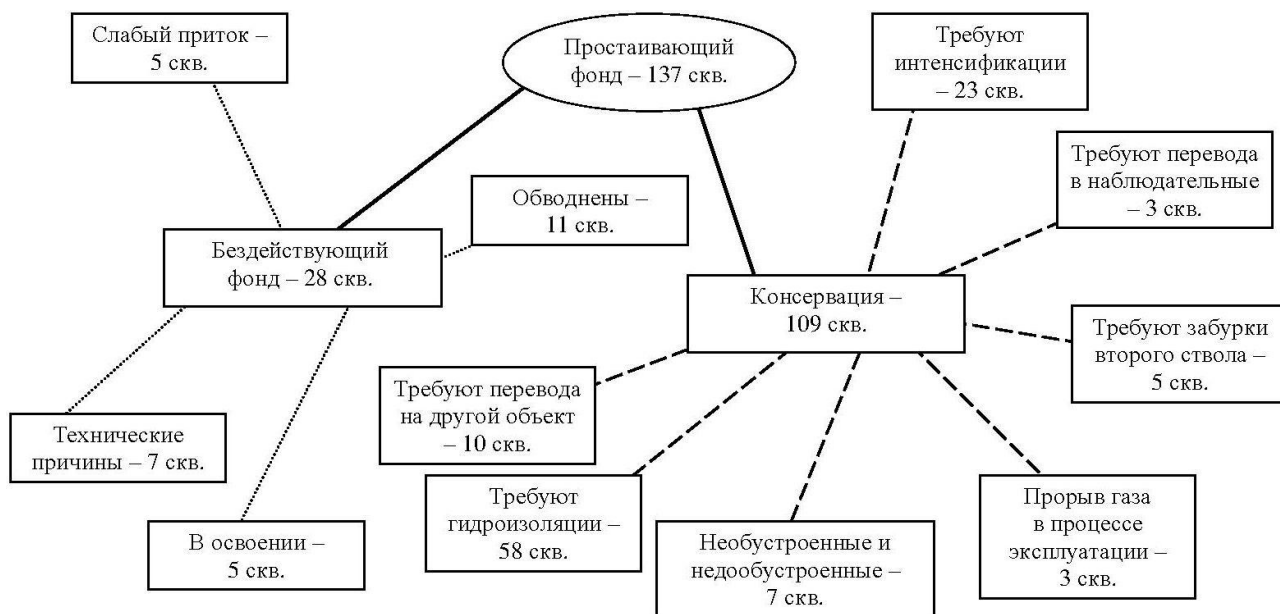 Слабый приток –
5 скв.
Простаивающий
фонд – 137 скв.
Требуют
интенсификации
– 23 скв.
Требуют перевода
в наблюдательные
– 3 скв.
Обводнены –
11 скв.
Бездействующий
фонд – 28 скв.
Консервация –
109 скв.
Требуют забурки
второго ствола –
5 скв.
Требуют перевода
на другой объект
– 10 скв.
Технические
причины – 7 скв.
Требуют
гидроизоляции –
58 скв.
Прорыв газа
в процессе
эксплуатации –
3 скв.
В освоении –
5 скв.
Необустроенные и
недообустроенные –
7 скв.